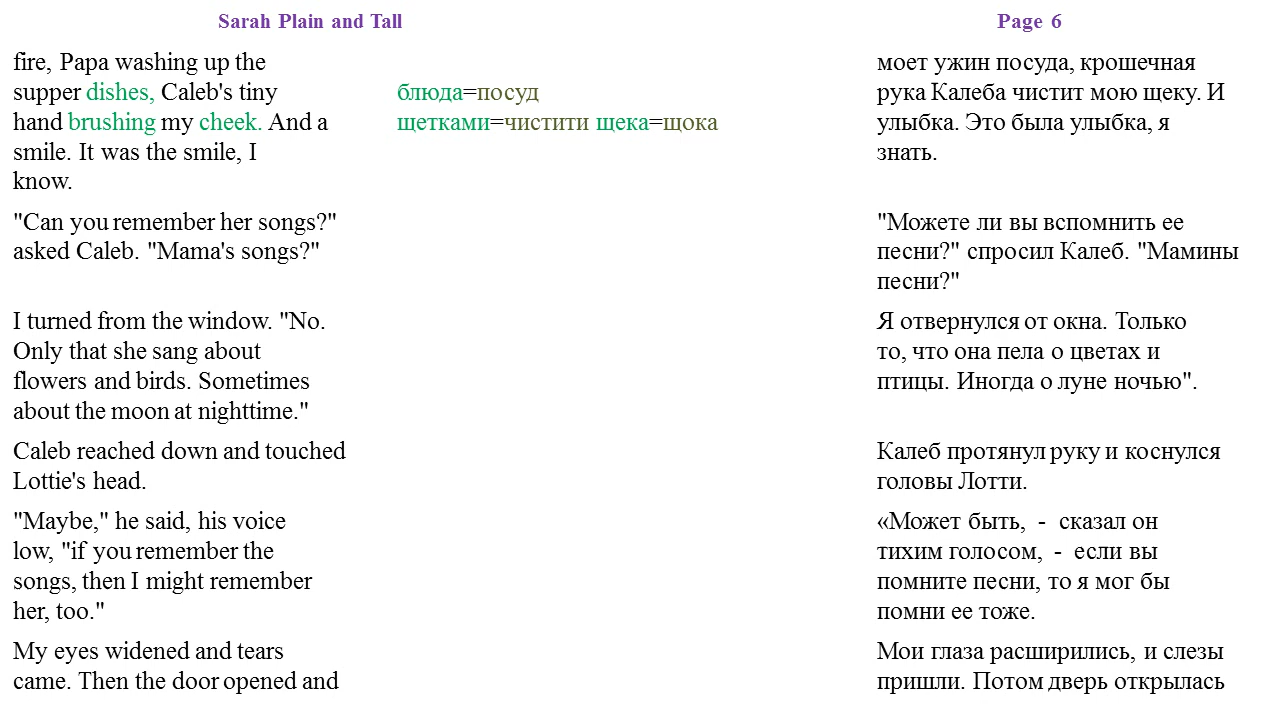 Sarah Plain and Tall
Page 6
fire, Papa washing up the
supper dishes, Caleb's tiny
hand brushing my cheek. And a
smile. It was the smile, I
know.
блюда=посуд
щетками=чистити щека=щока
моет ужин посуда, крошечная
рука Калеба чистит мою щеку. И
улыбка. Это была улыбка, я
знать.
"Can you remember her songs?"
asked Caleb. "Mama's songs?"
"Можете ли вы вспомнить ее
песни?" спросил Калеб. "Мамины
песни?"
I turned from the window. "No.
Only that she sang about
flowers and birds. Sometimes
about the moon at nighttime."
Я отвернулся от окна. Только
то, что она пела о цветах и
птицы. Иногда о луне ночью".
Caleb reached down and touched
Lottie's head.
Калеб протянул руку и коснулся
головы Лотти.
"Maybe," he said, his voice
low, "if you remember the
songs, then I might remember
her, too."
«Может быть, - сказал он
тихим голосом, - если вы
помните песни, то я мог бы
помни ее тоже.
My eyes widened and tears
came. Then the door opened and
Мои глаза расширились, и слезы
пришли. Потом дверь открылась